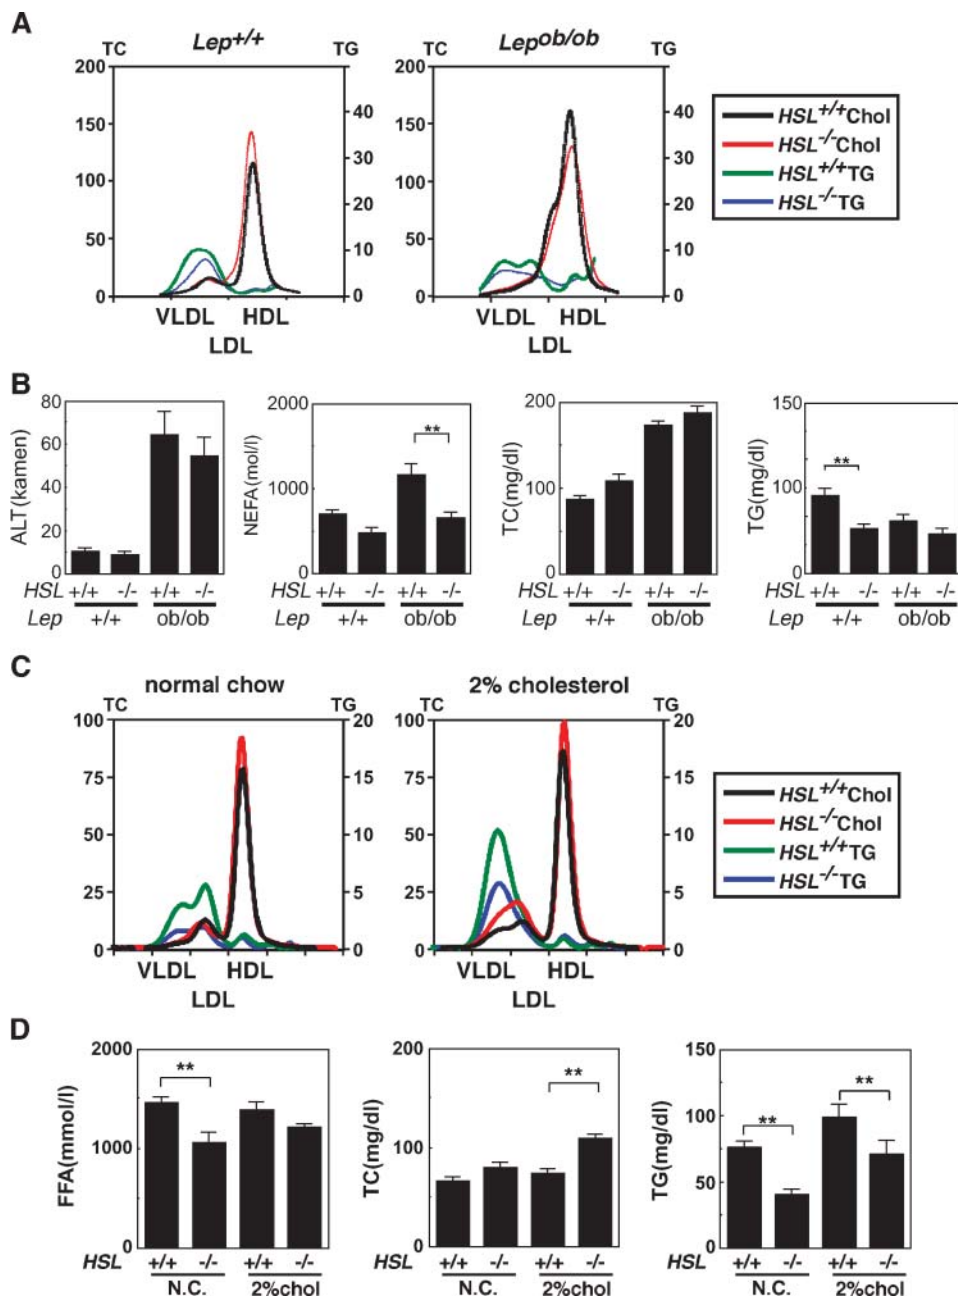 A
TC Lep+/+ TG
TC Lepob/ob TG
200
150
100
50
0
40
30
20
10
0
VLDL HDL
LDL
200
150
100
50
0
40
30
20
10
0
VLDL HDL
LDL
HSL+/+Chol
HSL-/-Chol
HSL+/+TG
HSL-/-TG
B
ALT(kamen)
80
60
40
20
0
NEFA(mol/l)
2000
1000
0
**
TC(mg/dl)
200
100
0
TG(mg/dl)
150
100
0
**
HSL +/+ -/- +/+ -/-
Lep +/+ ob/ob
HSL +/+ -/- +/+ -/-
Lep +/+ ob/ob
HSL +/+ -/- +/+ -/-
Lep +/+ ob/ob
HSL +/+ -/- +/+ -/-
Lep +/+ ob/ob
C
normal chow
TC TG
2% cholesterol
TC TG
100
75
50
25
0
20
15
10
5
0
VLDL HDL
LDL
100
75
50
25
0
20
15
10
5
0
VLDL HDL
LDL
HSL+/+Chol
HSL-/-Chol
HSL+/+TG
HSL-/-TG
D
FFA(mmol/l)
2000
1000
0
**
TC(mg/dl)
200
100
0
**
TG(mg/dl)
150
100
50
0
**
**
HSL +/+ -/- +/+ -/-
N.C. 2%chol
HSL +/+ -/- +/+ -/-
N.C. 2%chol
HSL +/+ -/- +/+ -/-
N.C. 2%chol